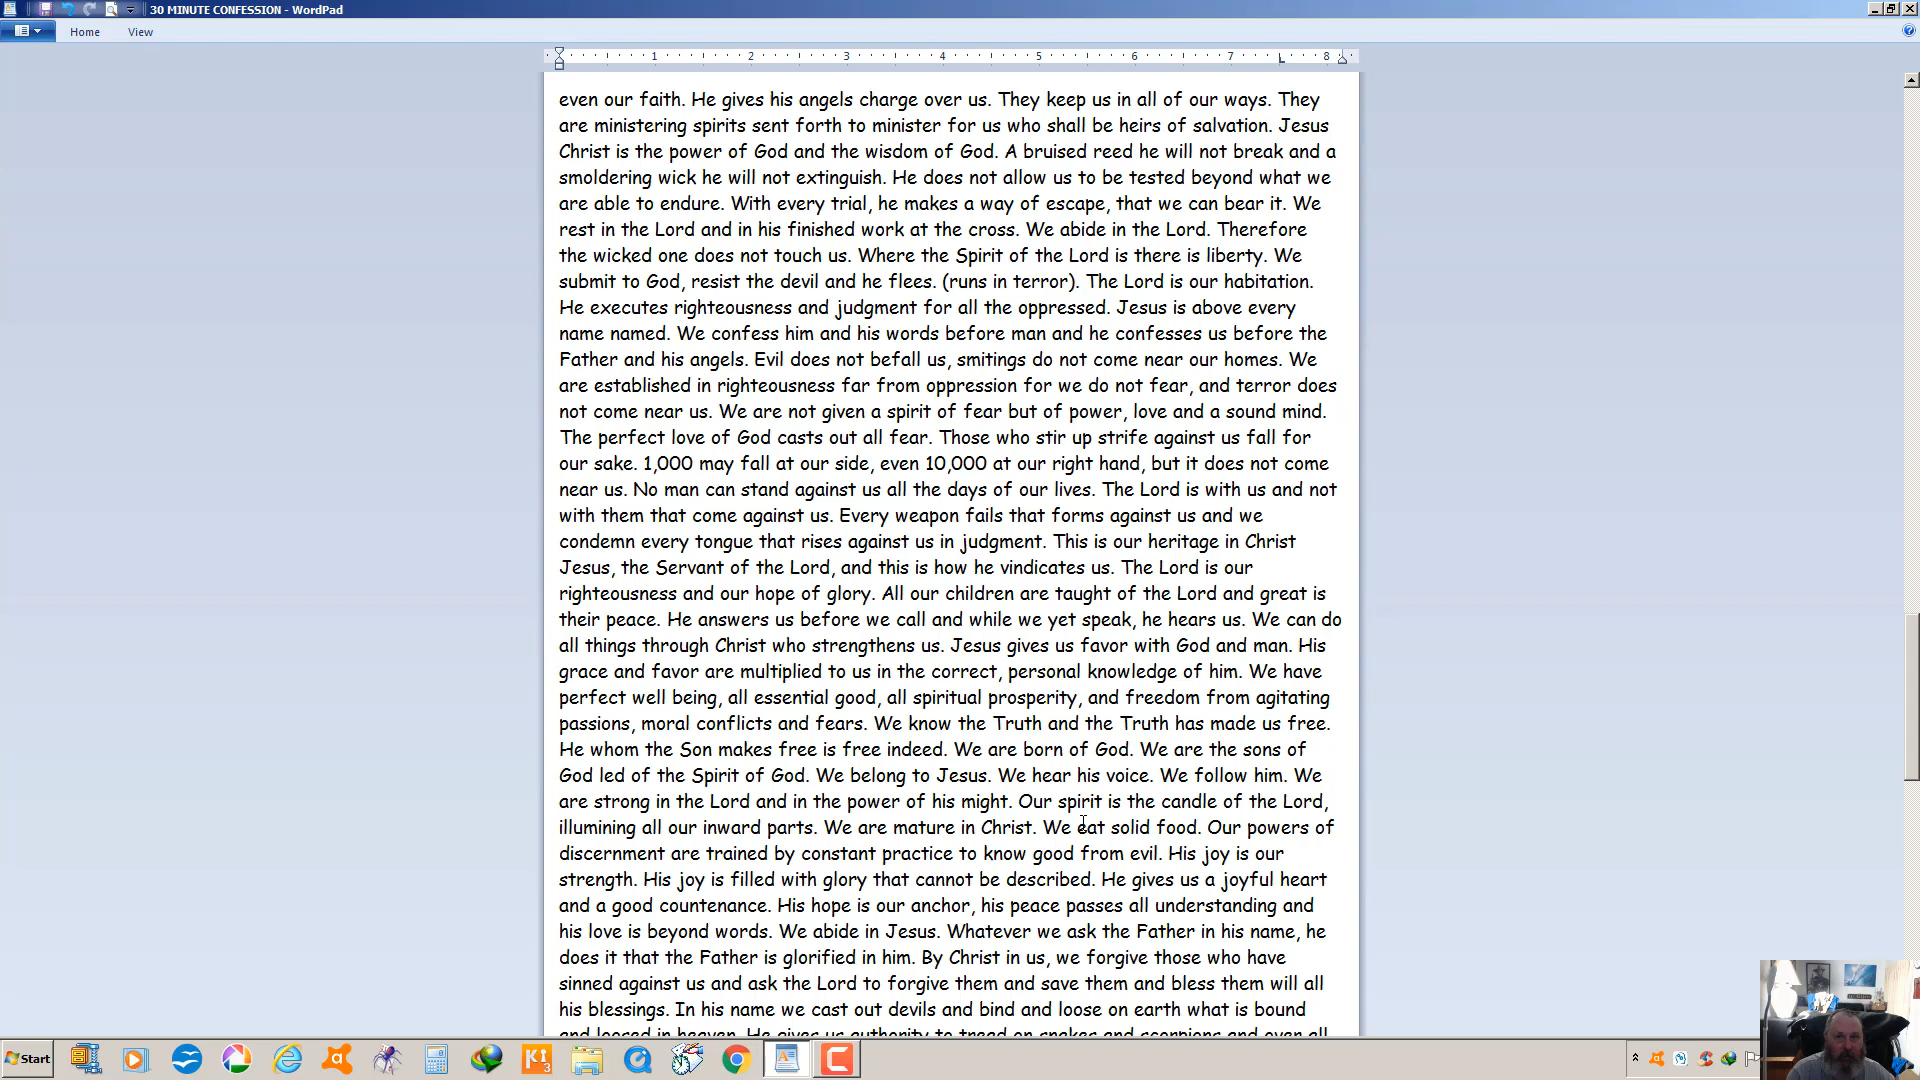 30 MINUTE CONFESSION - WordPad
Home View
1 2 3 4 5 6 7 8
even our faith. He gives his angels charge over us. They keep us in all of our ways. They
are ministering spirits sent forth to minister for us who shall be heirs of salvation. Jesus
Christ is the power of God and the wisdom of God. A bruised reed he will not break and a
smoldering wick he will not extinguish. He does not allow us to be tested beyond what we
are able to endure. With every trial, he makes a way of escape, that we can bear it. We
rest in the Lord and in his finished work at the cross. We abide in the Lord. Therefore
the wicked one does not touch us. Where the Spirit of the Lord is there is liberty. We
submit to God, resist the devil and he flees. (runs in terror). The Lord is our habitation.
He executes righteousness and judgment for all the oppressed. Jesus is above every
name named. We confess him and his words before man and he confesses us before the
Father and his angels. Evil does not befall us, smitings do not come near our homes. We
are established in righteousness far from oppression for we do not fear, and terror does
not come near us. We are not given a spirit of fear but of power, love and a sound mind.
The perfect love of God casts out all fear. Those who stir up strife against us fall for
our sake. 1,000 may fall at our side, even 10,000 at our right hand, but it does not come
near us. No man can stand against us all the days of our lives. The Lord is with us and not
with them that come against us. Every weapon fails that forms against us and we
condemn every tongue that rises against us in judgment. This is our heritage in Christ
Jesus, the Servant of the Lord, and this is how he vindicates us. The Lord is our
righteousness and our hope of glory. All our children are taught of the Lord and great is
their peace. He answers us before we call and while we yet speak, he hears us. We can do
all things through Christ who strengthens us. Jesus gives us favor with God and man. His
grace and favor are multiplied to us in the correct, personal knowledge of him. We have
perfect well being, all essential good, all spiritual prosperity, and freedom from agitating
passions, moral conflicts and fears. We know the Truth and the Truth has made us free.
He whom the Son makes free is free indeed. We are born of God. We are the sons of
God led of the Spirit of God. We belong to Jesus. We hear his voice. We follow him. We
are strong in the Lord and in the power of his might. Our spirit is the candle of the Lord,
illumining all our inward parts. We are mature in Christ. We eat solid food. Our powers of
discernment are trained by constant practice to know good from evil. His joy is our
strength. His joy is filled with glory that cannot be described. He gives us a joyful heart
and a good countenance. His hope is our anchor, his peace passes all understanding and
his love is beyond words. We abide in Jesus. Whatever we ask the Father in his name, he
does it that the Father is glorified in him. By Christ in us, we forgive those who have
sinned against us and ask the Lord to forgive them and save them and bless them will all
his blessings. In his name we cast out devils and bind and loose on earth what is bound
and loosed in heaven. He gives us authority to tread on snakes and scorpions and over all
Start